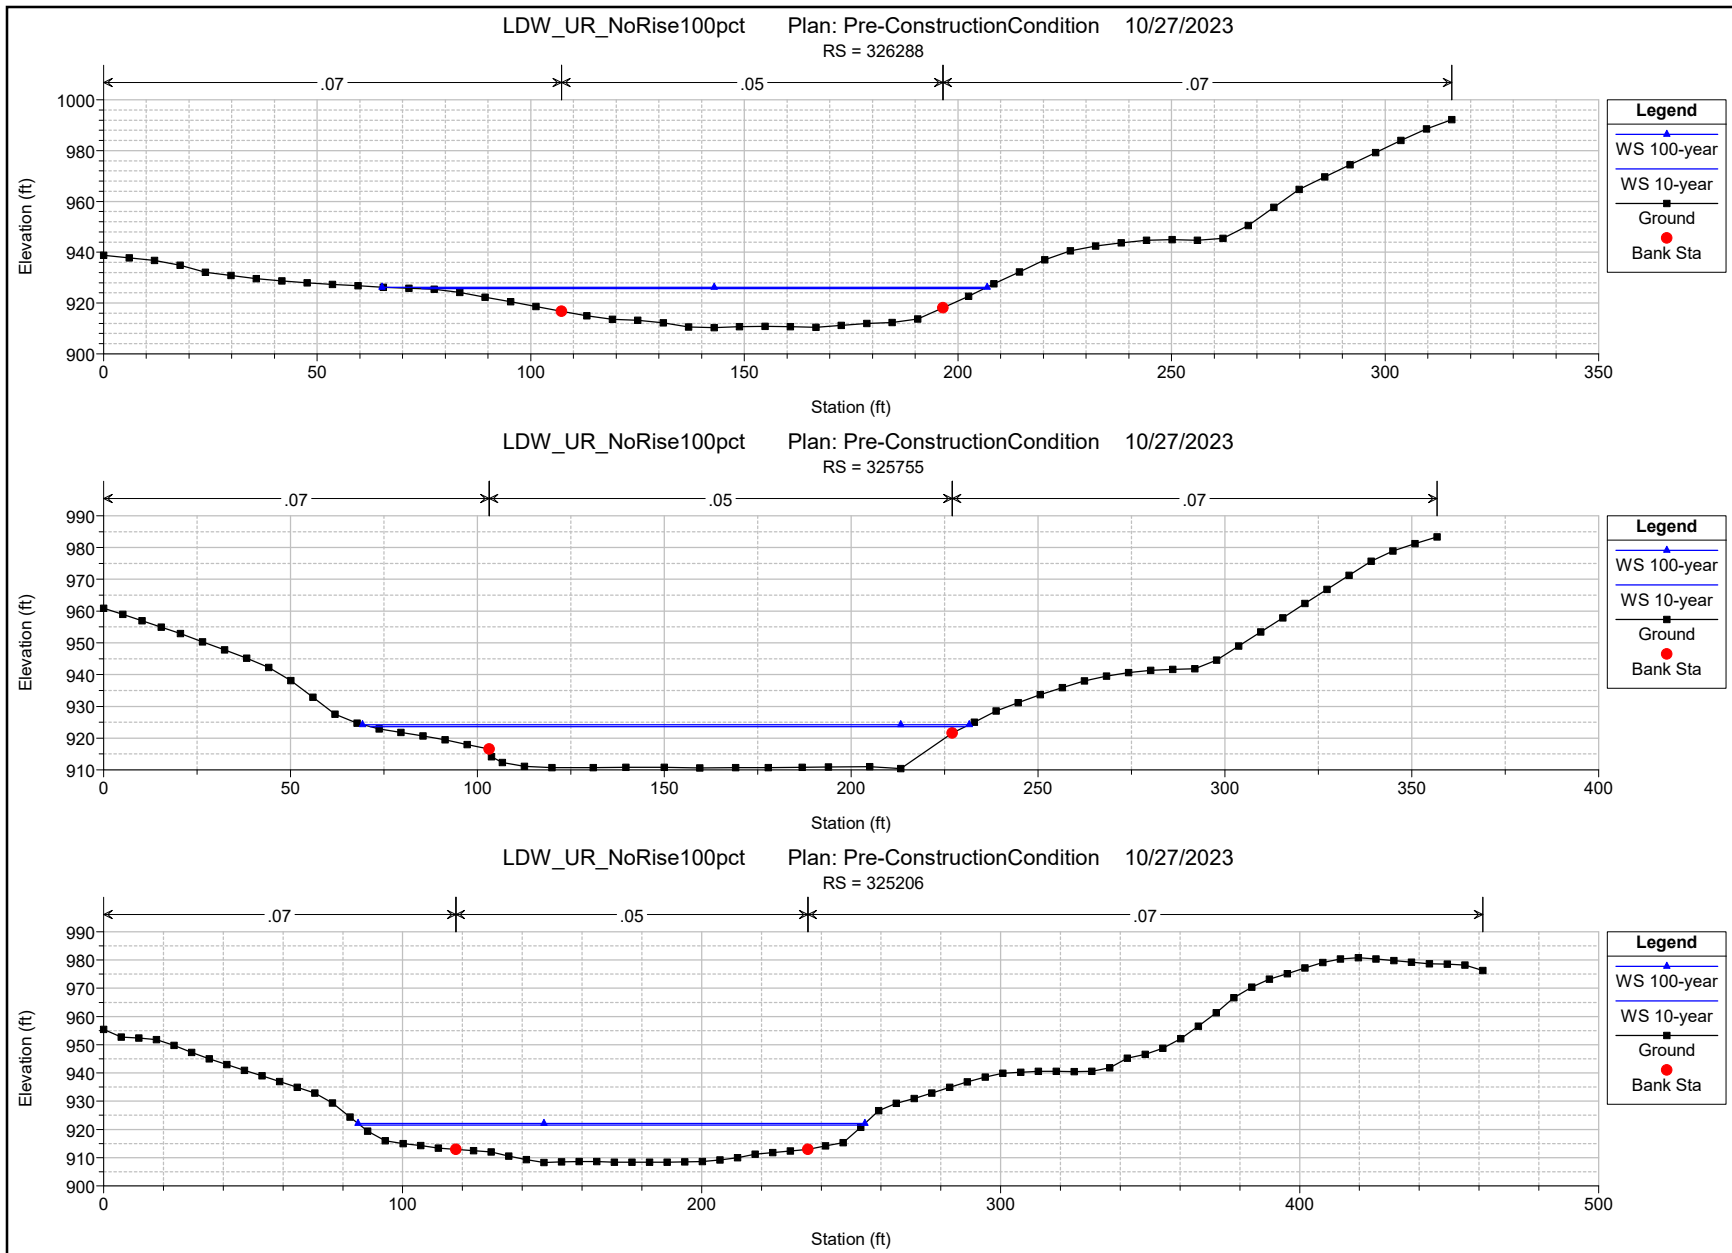 LDW_UR_NoRise100pct Plan: Pre-ConstructionCondition 10/27/2023
RS = 326288
.07 .05 .07
Elevation (ft)
1000
980
960
940
920
900
0 50 100 150 200 250 300 350
Station (ft)
Legend
WS 100-year
WS 10-year
Ground
Bank Sta
LDW_UR_NoRise100pct Plan: Pre-ConstructionCondition 10/27/2023
RS = 325755
.07 .05 .07
Elevation (ft)
990
980
970
960
950
940
930
920
910
0 50 100 150 200 250 300 350 400
Station (ft)
Legend
WS 100-year
WS 10-year
Ground
Bank Sta
LDW_UR_NoRise100pct Plan: Pre-ConstructionCondition 10/27/2023
RS = 325206
.07 .05 .07
Elevation (ft)
990
980
970
960
950
940
930
920
910
900
0 100 200 300 400 500
Station (ft)
Legend
WS 100-year
WS 10-year
Ground
Bank Sta